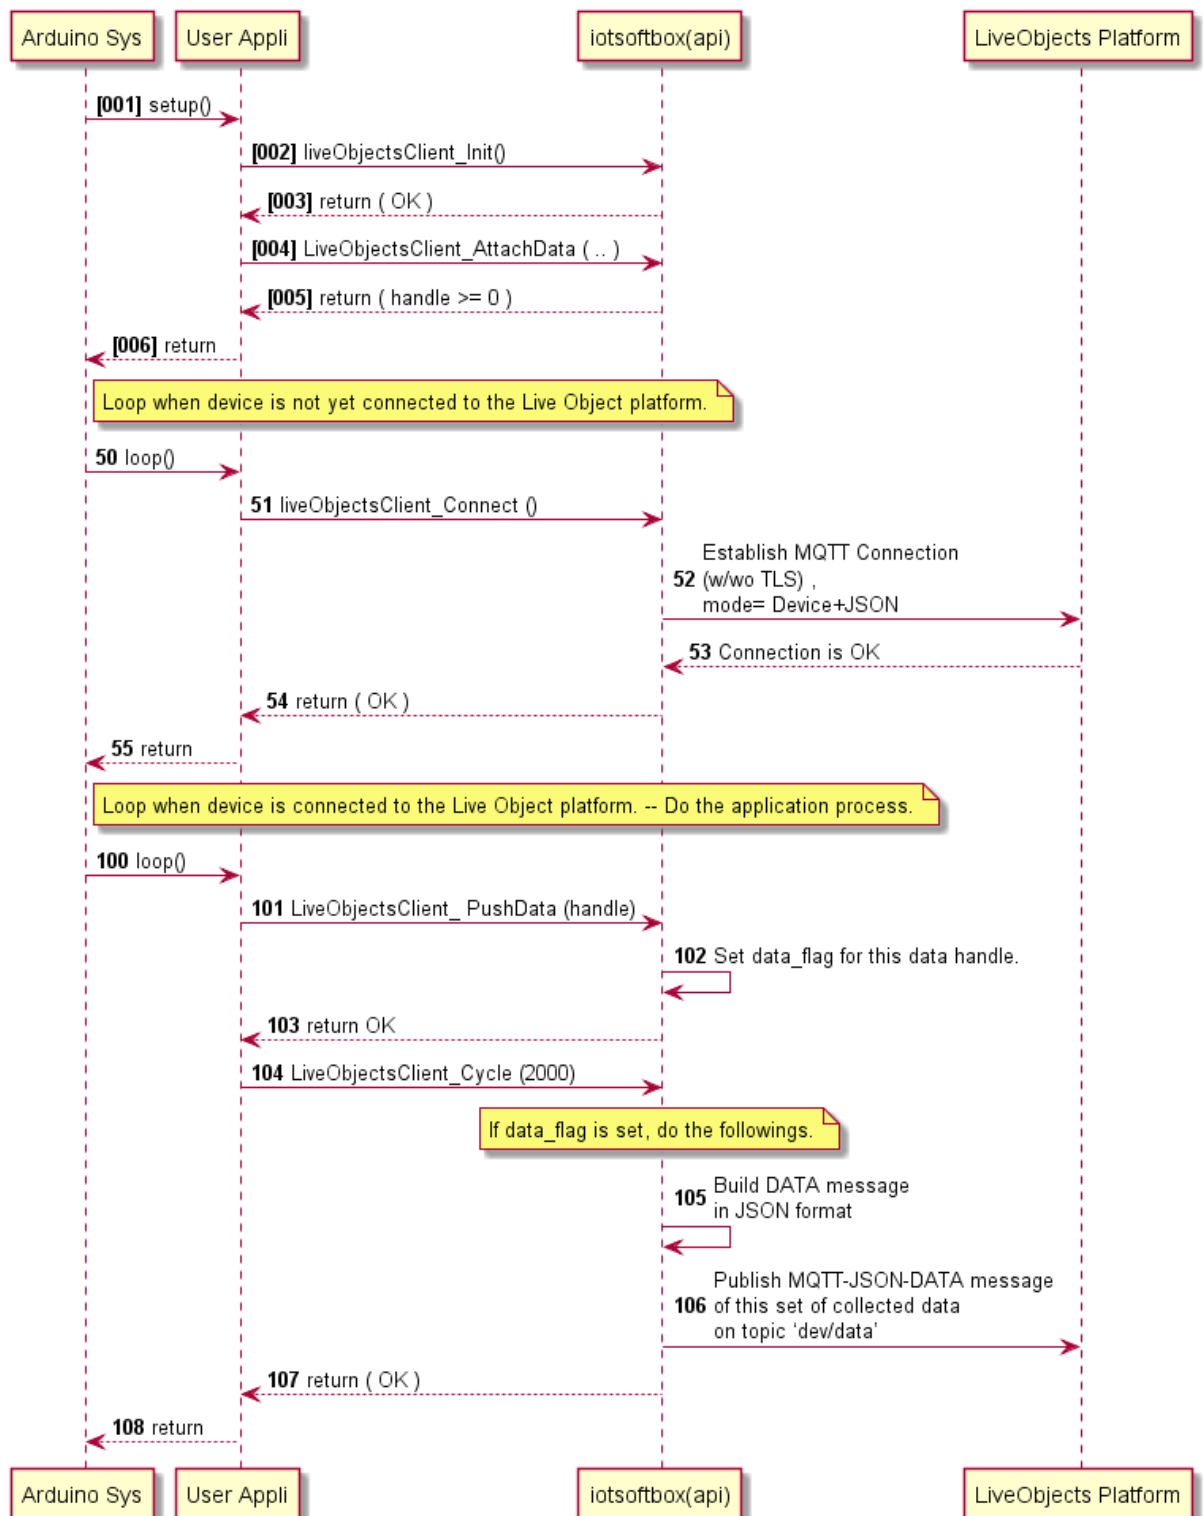 Arduino Sys
User Appli
iotsoftbox(api)
LiveObjects Platform
[001] setup()
[002] liveObjectsClient_Init()
[003] return ( OK )
[004] LiveObjectsClient_AttachData ( .. )
[005] return ( handle >= 0 )
[006] return
Loop when device is not yet connected to the Live Object platform.
50 loop()
51 liveObjectsClient_Connect ()
Establish MQTT Connection
52 (w/wo TLS) ,
mode= Device+JSON
53 Connection is OK
54 return ( OK )
55 return
Loop when device is connected to the Live Object platform. -- Do the application process.
100 loop()
101 LiveObjectsClient_ PushData (handle)
102 Set data_flag for this data handle.
103 return OK
104 LiveObjectsClient_Cycle (2000)
If data_flag is set, do the followings.
105 Build DATA message
in JSON format
Publish MQTT-JSON-DATA message
106 of this set of collected data
on topic ‘dev/data’
107 return ( OK )
108 return
Arduino Sys
User Appli
iotsoftbox(api)
LiveObjects Platform